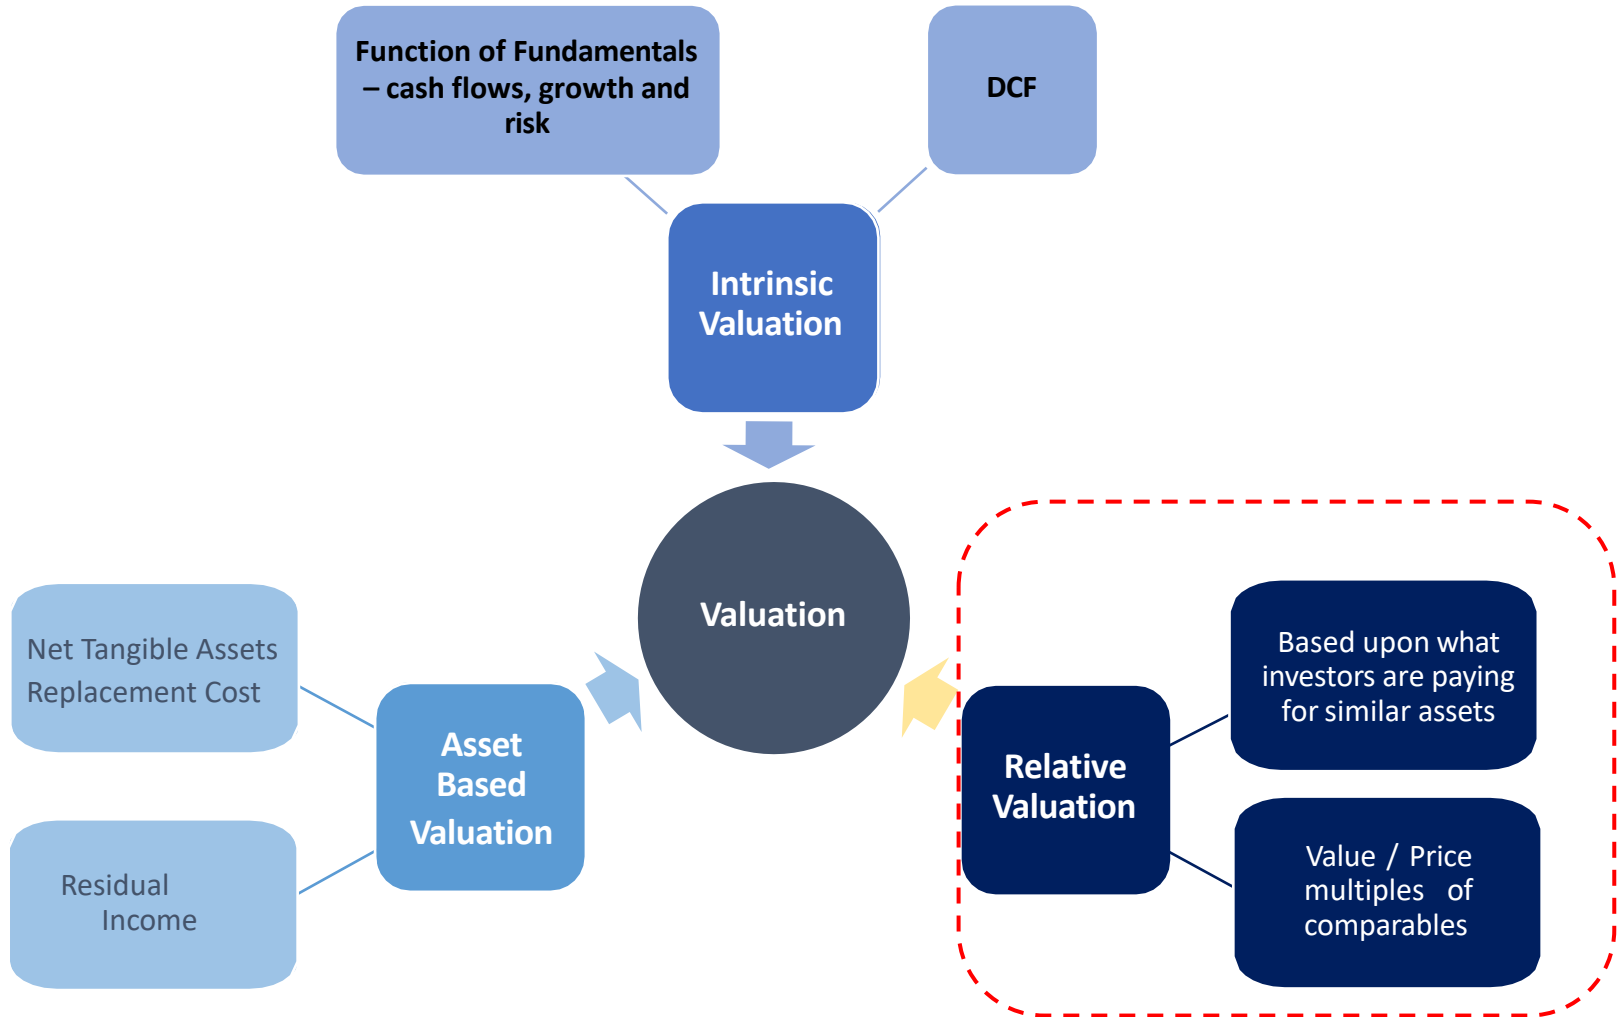 Function of Fundamentals
– cash flows, growth and
risk
DCF
Intrinsic
Valuation
Valuation
Net Tangible Assets
Replacement Cost
Asset
Based
Valuation
Residual
Income
Relative
Valuation
Based upon what
investors are paying
for similar assets
Value / Price
multiples of
comparables